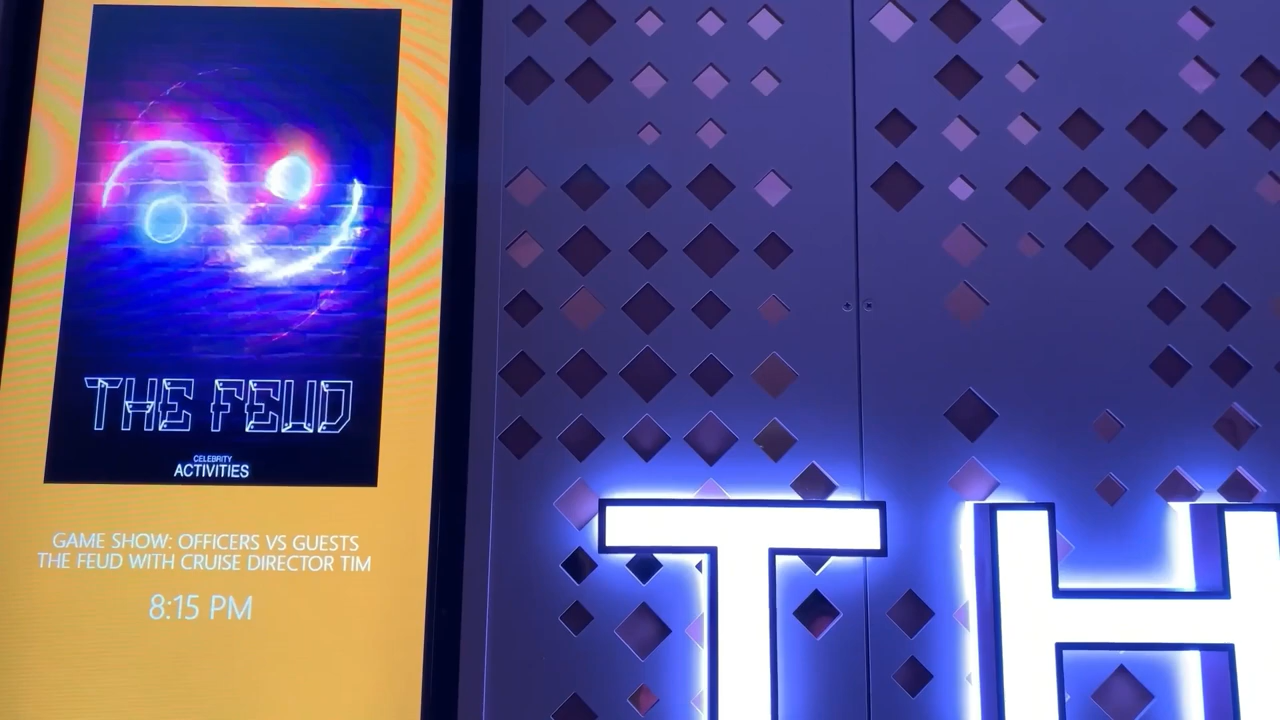 THE FEUD
CELEBRITY
ACTIVITIES
GAME SHOW: OFFICERS VS GUESTS
THE FEUD WITH CRUISE DIRECTOR TIM
8:15 PM
TH